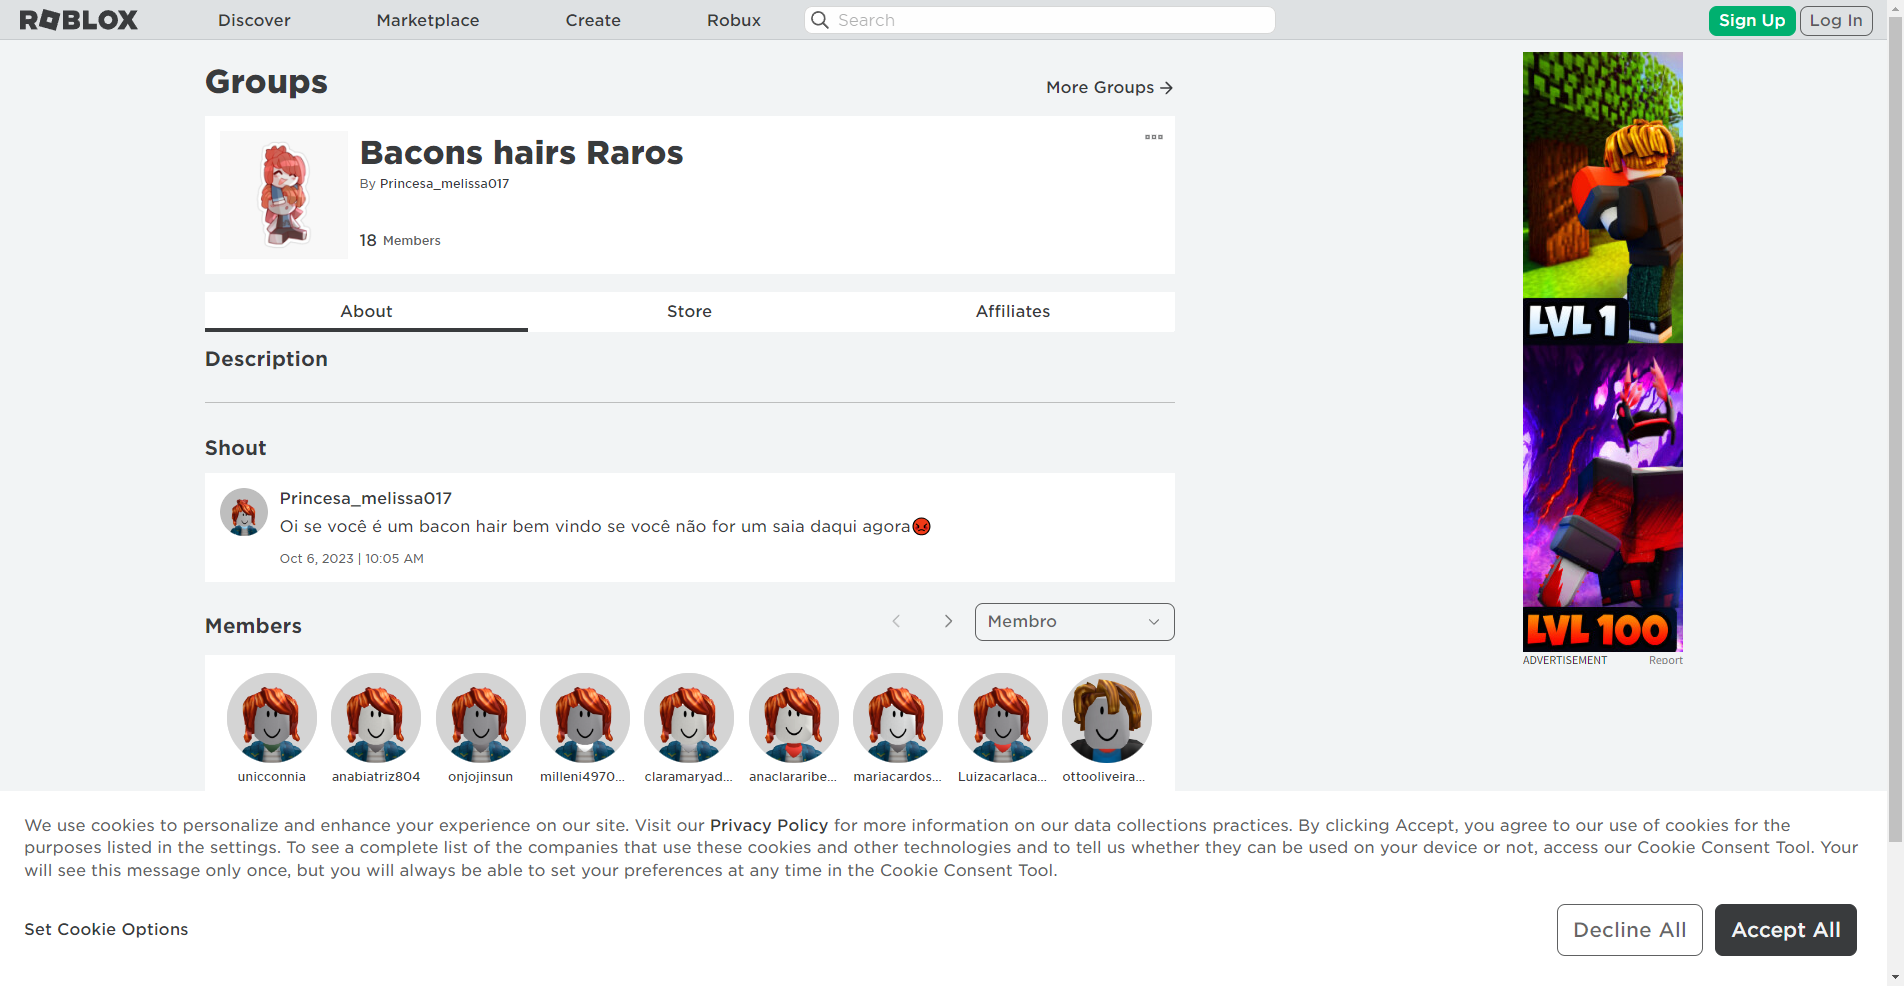 ROBLOX
Discover
Marketplace
Create
Robux
Search
Sign Up
Log In
Groups
More Groups
Bacons hairs Raros
By Princesa_melissa017
18 Members
About
Store
Affiliates
Description
Shout
Princesa_melissa017
Oi se você é um bacon hair bem vindo se você não for um saia daqui agora😡
Oct 6, 2023 | 10:05 AM
Members
Membro
unicconnia
anabiatriz804
onjojinsun
milleni4970...
claramaryad...
anaclararibe...
mariacardos...
Luizacarlaca...
ottooliveira...
LVL 1
LVL 100
ADVERTISEMENT
Report
We use cookies to personalize and enhance your experience on our site. Visit our Privacy Policy for more information on our data collections practices. By clicking Accept, you agree to our use of cookies for the
purposes listed in the settings. To see a complete list of the companies that use these cookies and other technologies and to tell us whether they can be used on your device or not, access our Cookie Consent Tool. Your
will see this message only once, but you will always be able to set your preferences at any time in the Cookie Consent Tool.
Set Cookie Options
Decline All
Accept All